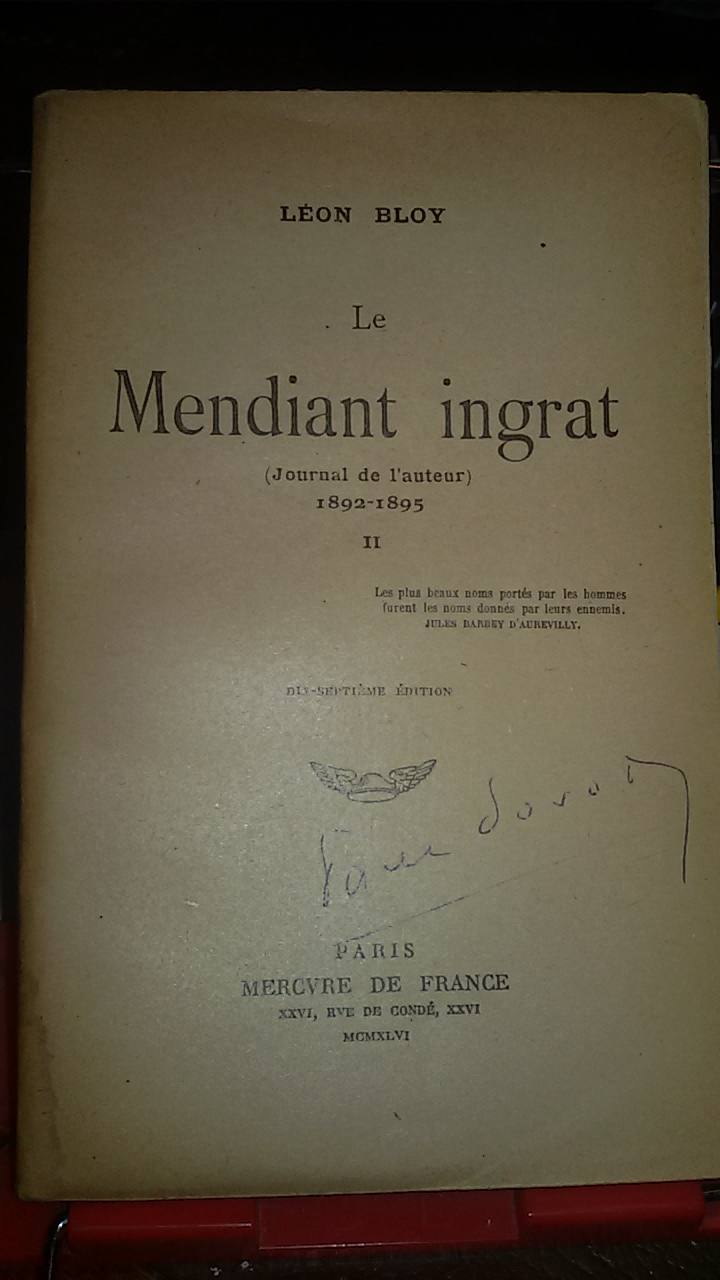 LÉON BLOY
Le
Mendiant ingrat
(Journal de l'auteur)
1892-1895
II
Les plus beaux noms portés par les hommes
furent les noms donnés par leurs ennemis.
JULES BARBEY D'AUREVILLY.
DIX-SEPTIÈME ÉDITION
PARIS
MERCVRE DE FRANCE
XXVI, RVE DE CONDÉ, XXVI
MCMXLVI